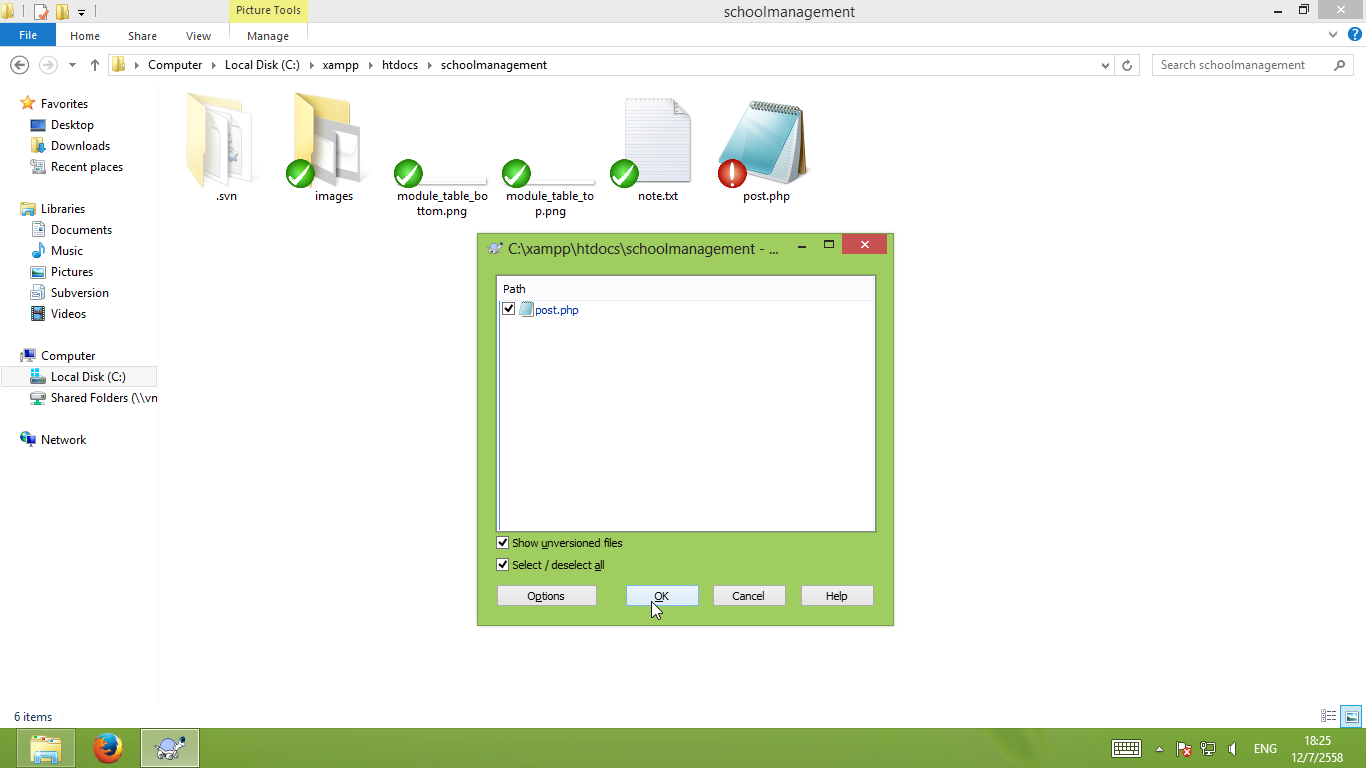 Picture Tools
schoolmanagement
File
Home
Share
View
Manage
Computer
Local Disk (C:)
xampp
htdocs
schoolmanagement
Search schoolmanagement
Favorites
Desktop
Downloads
Recent places
Libraries
Documents
Music
Pictures
Subversion
Videos
Computer
Local Disk (C:)
Shared Folders (\\vn
Network
.svn
images
module_table_bo
ttom.png
module_table_to
p.png
note.txt
post.php
C:\xampp\htdocs\schoolmanagement - ...
Path
post.php
Show unversioned files
Select / deselect all
Options
OK
Cancel
Help
6 items
ENG
18:25
12/7/2558